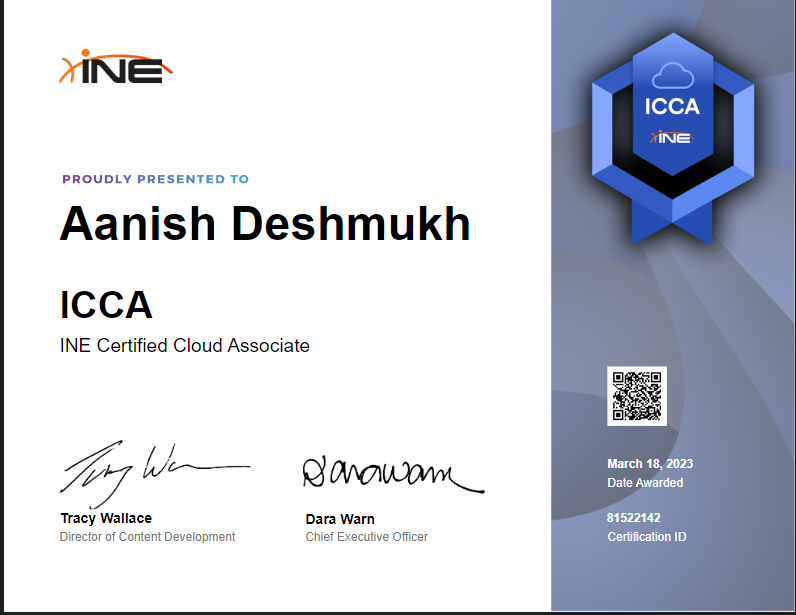 INE
PROUDLY PRESENTED TO
Aanish Deshmukh
ICCA
INE Certified Cloud Associate
Tracy Wallace
Director of Content Development
Dara Warn
Chief Executive Officer
ICCA
INE
March 18, 2023
Date Awarded
81522142
Certification ID